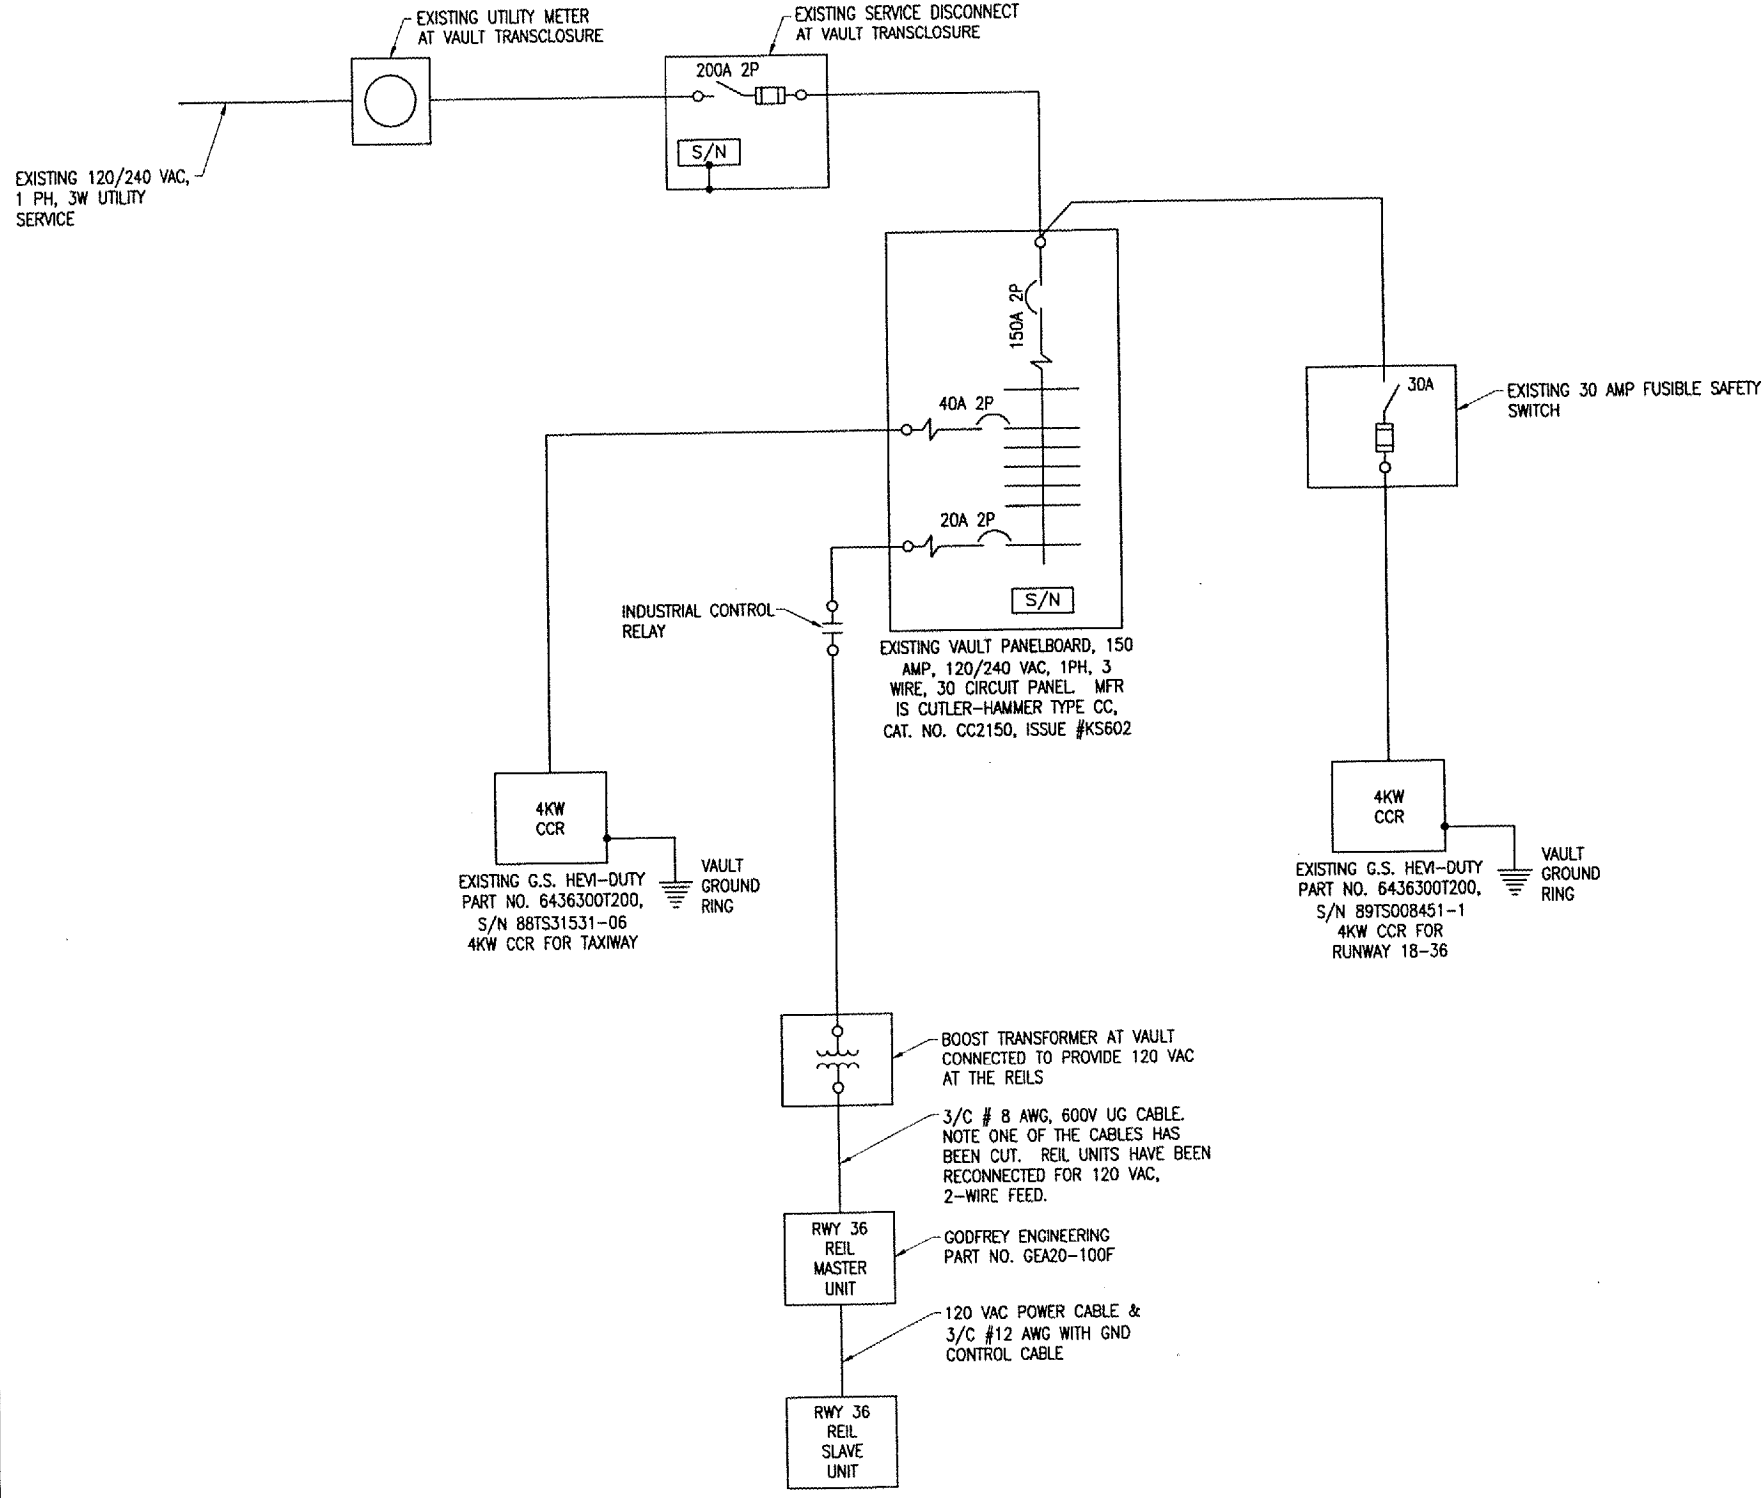 EXISTING UTILITY METER
AT VAULT TRANSCLOSURE
EXISTING SERVICE DISCONNECT
AT VAULT TRANSCLOSURE
200A 2P
S/N
EXISTING 120/240 VAC,
1 PH, 3W UTILITY
SERVICE
150A 2P
40A 2P
20A 2P
S/N
30A
EXISTING 30 AMP FUSIBLE SAFETY
SWITCH
INDUSTRIAL CONTROL
RELAY
EXISTING VAULT PANELBOARD, 150
AMP, 120/240 VAC, 1PH, 3
WIRE, 30 CIRCUIT PANEL. MFR
IS CUTLER-HAMMER TYPE CC,
CAT. NO. CC2150, ISSUE #KS602
4KW
CCR
VAULT
GROUND
RING
EXISTING G.S. HEVI-DUTY
PART NO. 6436300T200,
S/N 88TS31531-06
4KW CCR FOR TAXIWAY
4KW
CCR
VAULT
GROUND
RING
EXISTING G.S. HEVI-DUTY
PART NO. 6436300T200,
S/N 89TS008451-1
4KW CCR FOR
RUNWAY 18-36
BOOST TRANSFORMER AT VAULT
CONNECTED TO PROVIDE 120 VAC
AT THE REILS
3/C # 8 AWG, 600V UG CABLE.
NOTE ONE OF THE CABLES HAS
BEEN CUT. REIL UNITS HAVE BEEN
RECONNECTED FOR 120 VAC,
2-WIRE FEED.
RWY 36
REIL
MASTER
UNIT
GODFREY ENGINEERING
PART NO. GEA20-100F
120 VAC POWER CABLE &
3/C #12 AWG WITH GND
CONTROL CABLE
RWY 36
REIL
SLAVE
UNIT